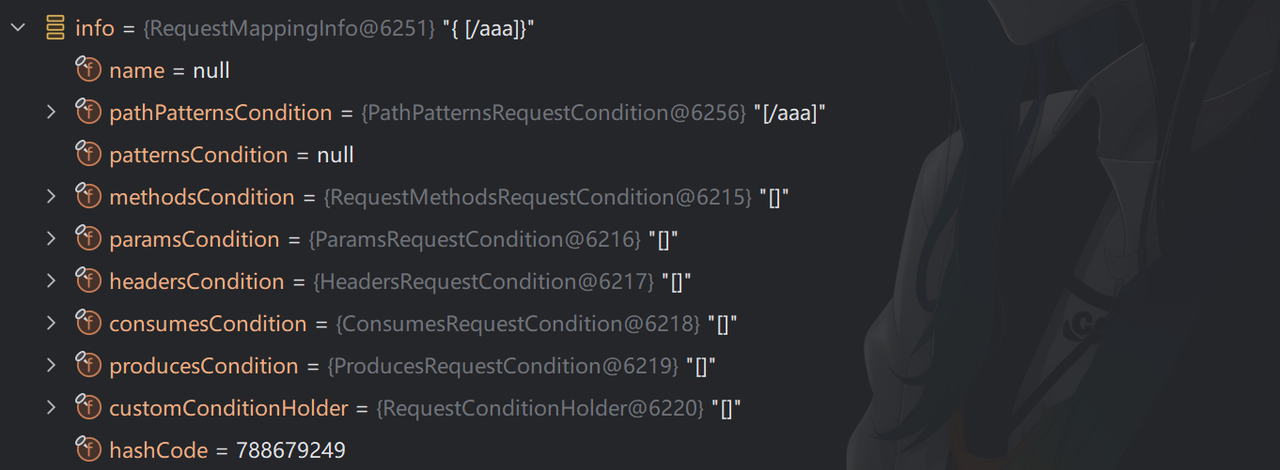 info = {RequestMappingInfo@6251} "{ [/aaa]}"
name = null
pathPatternsCondition = {PathPatternsRequestCondition@6256} "[/aaa]"
patternsCondition = null
methodsCondition = {RequestMethodsRequestCondition@6215} "[]"
paramsCondition = {ParamsRequestCondition@6216} "[]"
headersCondition = {HeadersRequestCondition@6217} "[]"
consumesCondition = {ConsumesRequestCondition@6218} "[]"
producesCondition = {ProducesRequestCondition@6219} "[]"
customConditionHolder = {RequestConditionHolder@6220} "[]"
hashCode = 788679249